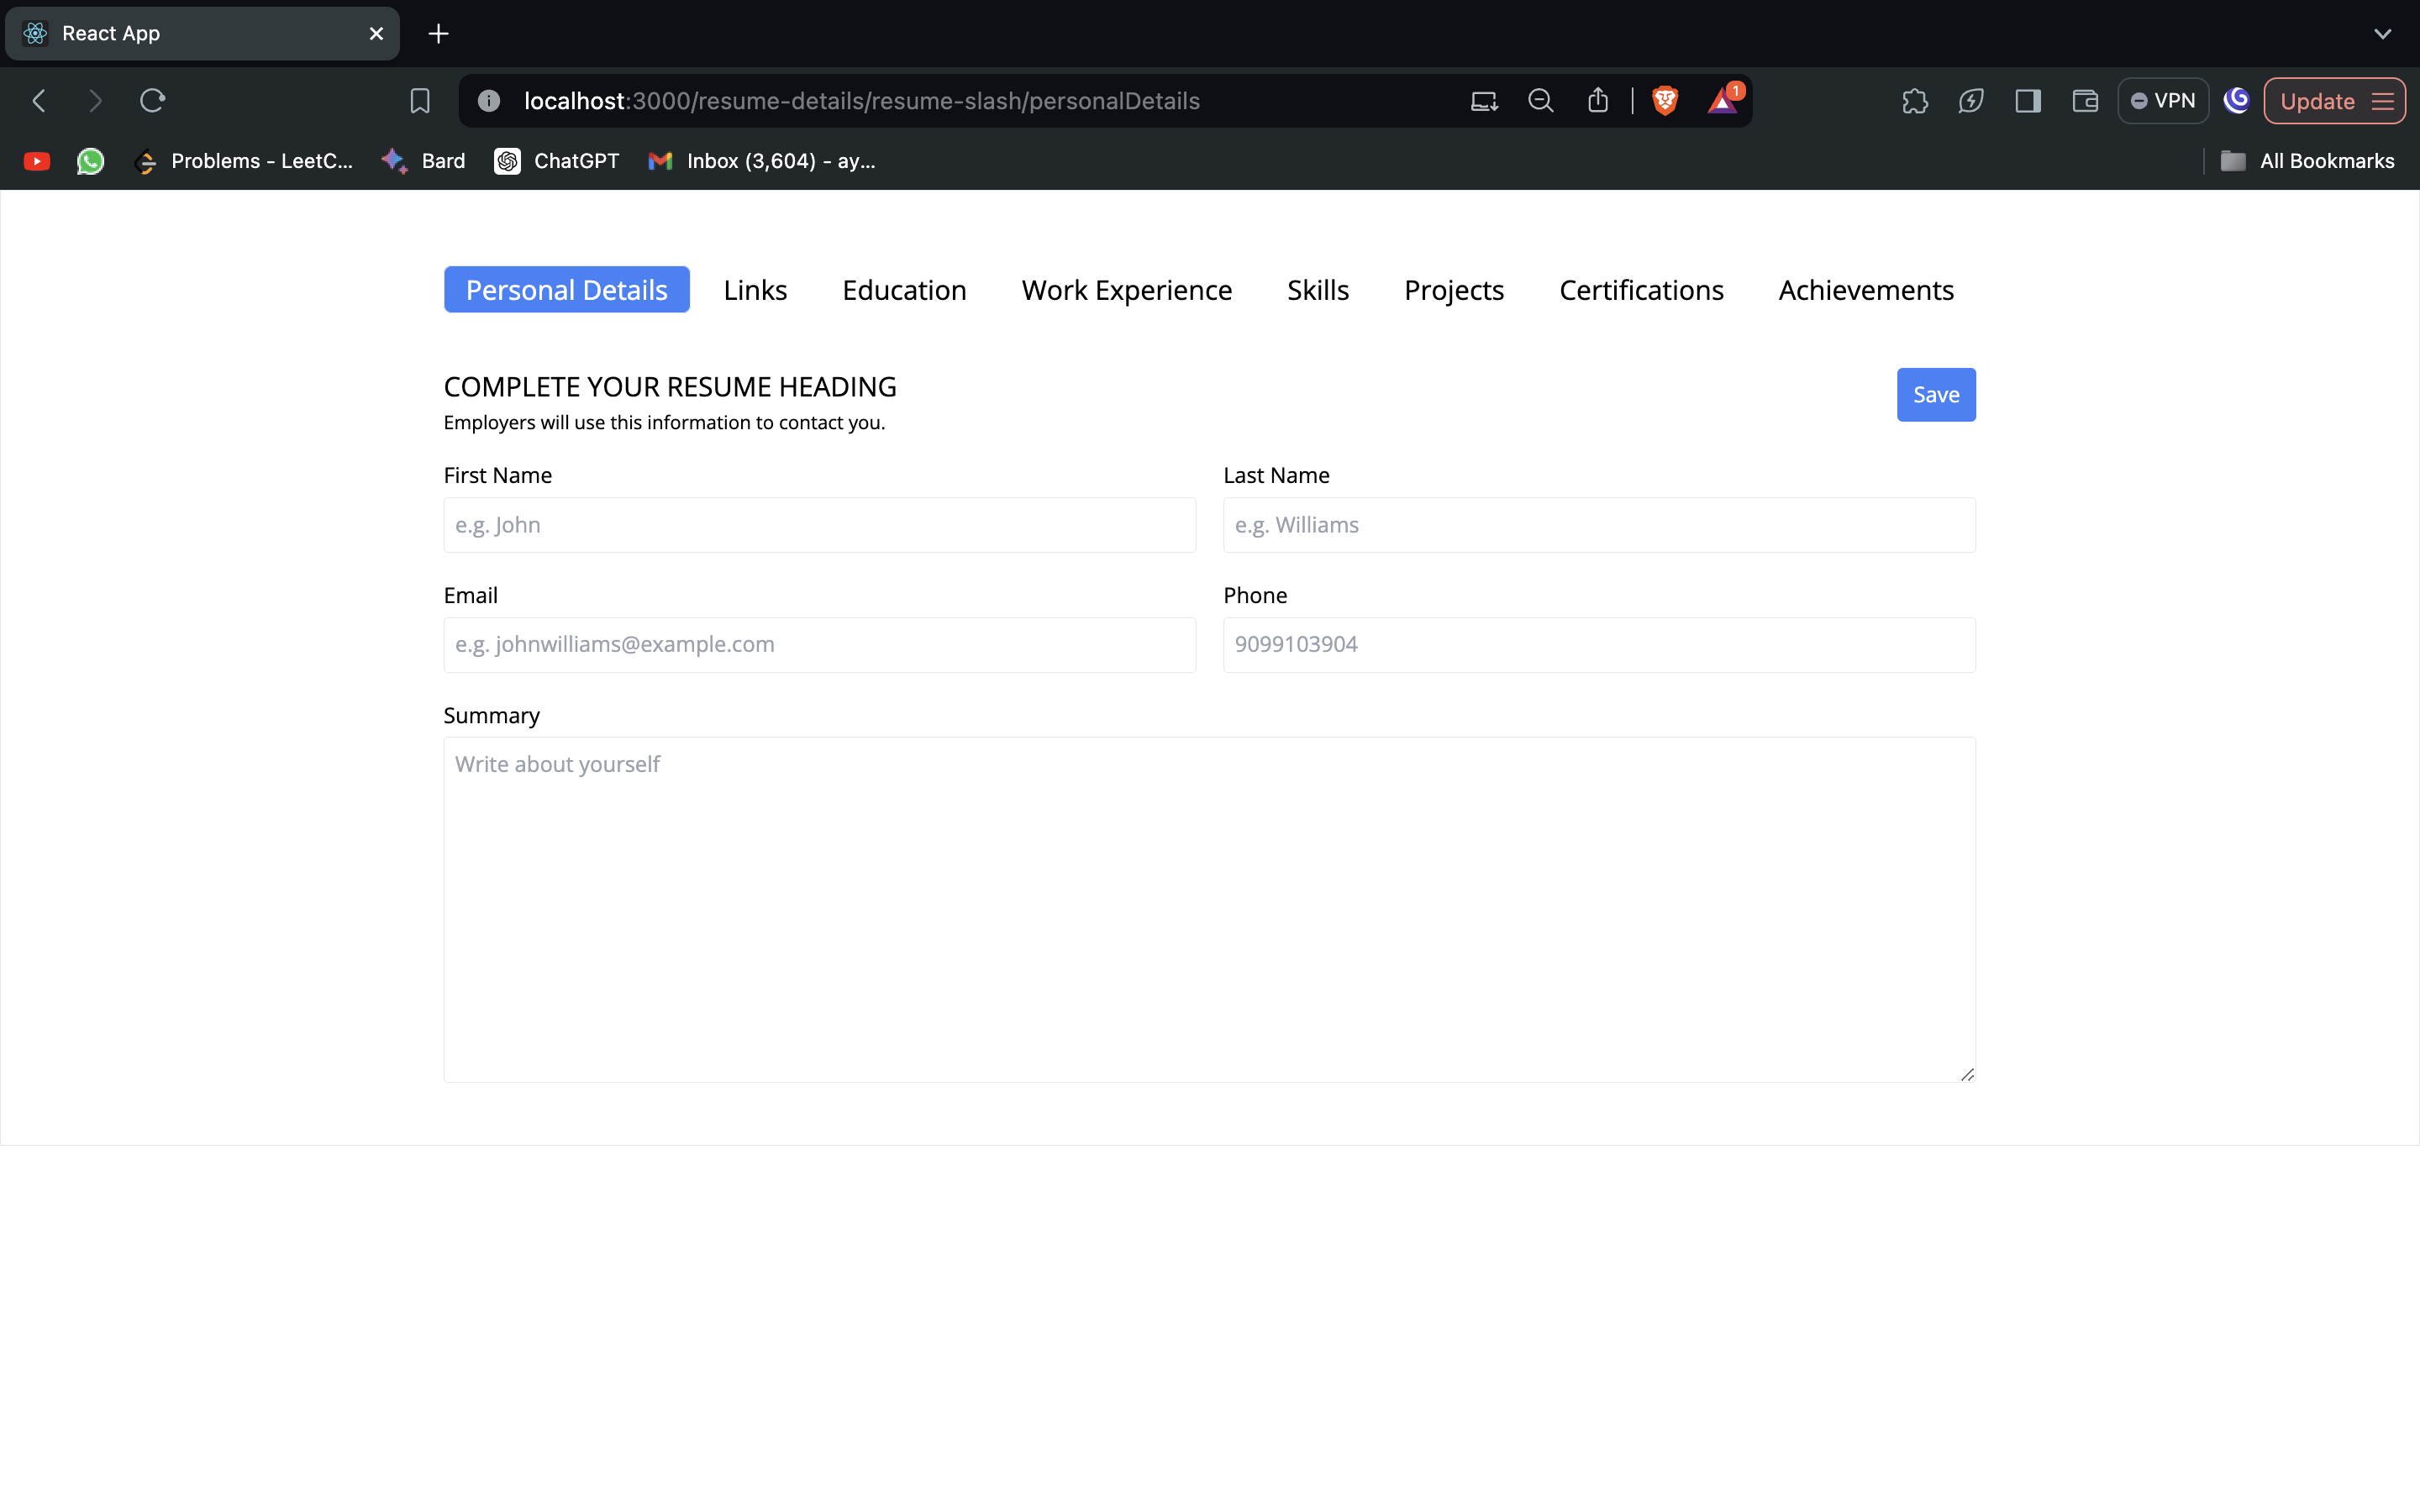 React App
localhost:3000/resume-details/resume-slash/personalDetails
1
VPN
Update
Problems - LeetC...
Bard
ChatGPT
Inbox (3,604) - ay...
All Bookmarks
Personal Details Links Education Work Experience Skills Projects Certifications Achievements
COMPLETE YOUR RESUME HEADING
Save
Employers will use this information to contact you.
First Name Last Name
e.g. John e.g. Williams
Email Phone
e.g. johnwilliams@example.com 9099103904
Summary
Write about yourself